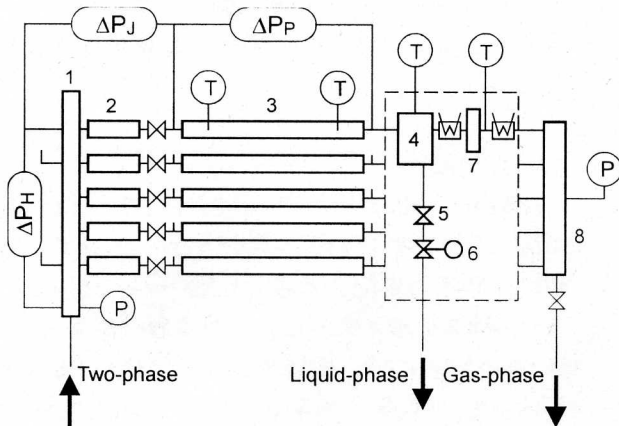 ΔPJ
ΔPP
1
2
T
3
T
T
T
4
W
W
7
ΔPH
5
P
6
8
P
Two-phase
Liquid-phase
Gas-phase